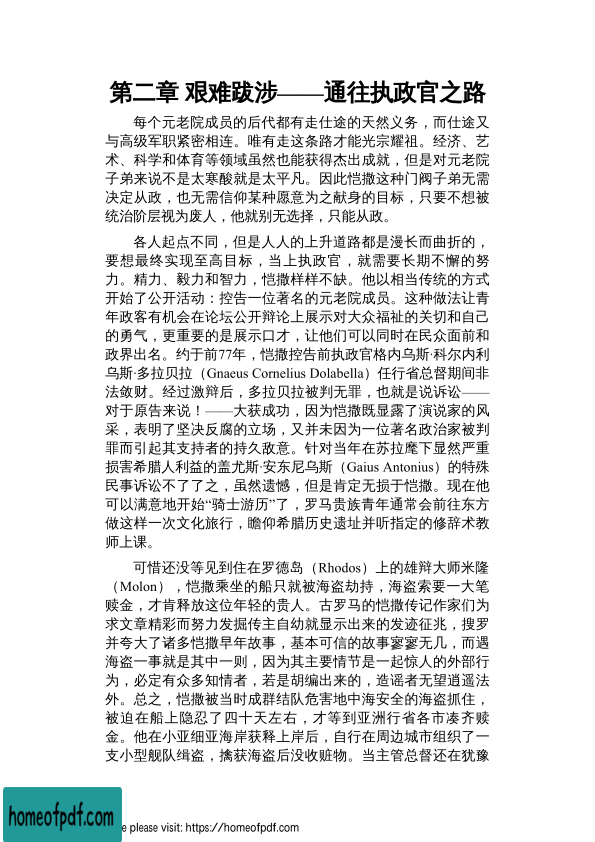 第二章 艰难跋涉——通往执政官之路
每个元老院成员的后代都有走仕途的天然义务，而仕途又
与高级军职紧密相连。唯有走这条路才能光宗耀祖。经济、艺
术、科学和体育等领域虽然也能获得杰出成就，但是对元老院
子弟来说不是太寒酸就是太平凡。因此恺撒这种门阀子弟无需
决定从政，也无需信仰某种愿意为之献身的目标，只要不想被
统治阶层视为废人，他就别无选择，只能从政。
各人起点不同，但是人人的上升道路都是漫长而曲折的，
要想最终实现至高目标，当上执政官，就需要长期不懈的努
力。精力、毅力和智力，恺撒样样不缺。他以相当传统的方式
开始了公开活动：控告一位著名的元老院成员。这种做法让青
年政客有机会在论坛公开辩论上展示对大众福祉的关切和自己
的勇气，更重要的是展示口才，让他们可以同时在民众面前和
政界出名。约于前77年，恺撒控告前执政官格内乌斯·科尔内利
乌斯·多拉贝拉（Gnaeus Cornelius Dolabella）任行省总督期间非
法敛财。经过激辩后，多拉贝拉被判无罪，也就是说诉讼——
对于原告来说！——大获成功，因为恺撒既显露了演说家的风
采，表明了坚决反腐的立场，又并未因为一位著名政治家被判
罪而引起其支持者的持久敌意。针对当年在苏拉麾下显然严重
损害希腊人利益的盖尤斯·安东尼乌斯（Gaius Antonius）的特殊
民事诉讼不了了之，虽然遗憾，但是肯定无损于恺撒。现在他
可以满意地开始“骑士游历”了，罗马贵族青年通常会前往东方
做这样一次文化旅行，瞻仰希腊历史遗址并听指定的修辞术教
师上课。
可惜还没等见到住在罗德岛（Rhodos）上的雄辩大师米隆
（Molon），恺撒乘坐的船只就被海盗劫持，海盗索要一大笔
赎金，才肯释放这位年轻的贵人。古罗马的恺撒传记作家们为
求文章精彩而努力发掘传主自幼就显示出来的发迹征兆，搜罗
并夸大了诸多恺撒早年故事，基本可信的故事寥寥无几，而遇
海盗一事就是其中一则，因为其主要情节是一起惊人的外部行
为，必定有众多知情者，若是胡编出来的，造谣者无望逍遥法
外。总之，恺撒被当时成群结队危害地中海安全的海盗抓住，
被迫在船上隐忍了四十天左右，才等到亚洲行省各市凑齐赎
金。他在小亚细亚海岸获释上岸后，自行在周边城市组织了一
支小型舰队缉盗，擒获海盗后没收赃物。当主管总督还在犹豫
homeofpdf.com
e please visit: https://homeofpdf.com